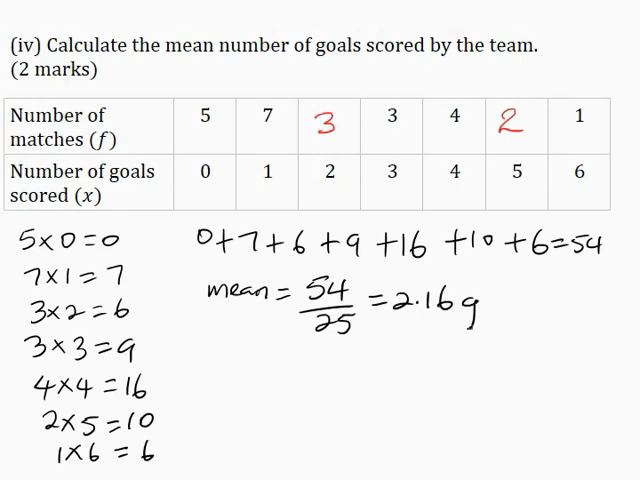 (iv) Calculate the mean number of goals scored by the team.
(2 marks)
Number of matches (f) 5 7 3 3 4 2 1
Number of goals scored (x) 0 1 2 3 4 5 6
5×0=0
7×1=7
3×2=6
3×3=9
4×4=16
2×5=10
1×6=6
0+7+6+9+16+10+6=54
mean = 54/25 = 2.16 g